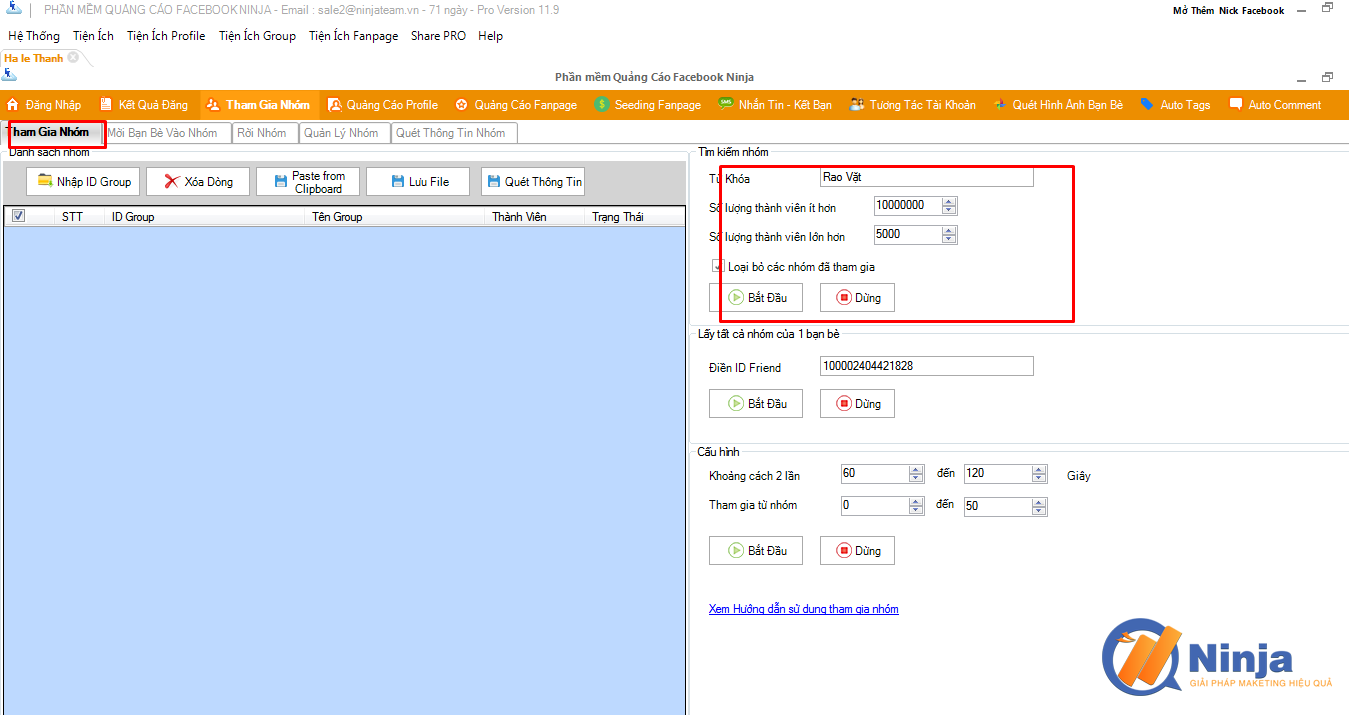 PHẦN MỀM QUẢNG CÁO FACEBOOK NINJA - Email : sale2@ninjateam.vn - 71 ngày - Pro Version 11.9
Mở Thêm Nick Facebook
Hệ Thống Tiện Ích Tiện Ích Profile Tiện Ích Group Tiện Ích Fanpage Share PRO Help
Ha le Thanh
Phần mềm Quảng Cáo Facebook Ninja
Đăng Nhập Kết Quả Đăng Tham Gia Nhóm Quảng Cáo Profile Quảng Cáo Fanpage Seeding Fanpage Nhắn Tin - Kết Bạn Tương Tác Tài Khoản Quét Hình Ảnh Bạn Bè Auto Tags Auto Comment
Tham Gia Nhóm Mời Bạn Bè Vào Nhóm Rời Nhóm Quản Lý Nhóm Quét Thông Tin Nhóm
Danh sách nhóm
Nhập ID Group Xóa Dòng Paste from Clipboard Lưu File Quét Thông Tin
STT ID Group Tên Group Thành Viên Trạng Thái
Tìm kiếm nhóm
Từ Khóa Rao Vặt
Số lượng thành viên ít hơn 10000000
Số lượng thành viên lớn hơn 5000
Loại bỏ các nhóm đã tham gia
Bắt Đầu Dừng
Lấy tất cả nhóm của 1 bạn bè
Điền ID Friend 100002404421828
Bắt Đầu Dừng
Cấu hình
Khoảng cách 2 lần 60 đến 120 Giây
Tham gia từ nhóm 0 đến 50
Bắt Đầu Dừng
Xem Hướng dẫn sử dụng tham gia nhóm
Ninja
GIẢI PHÁP MAKETING HIỆU QUẢ